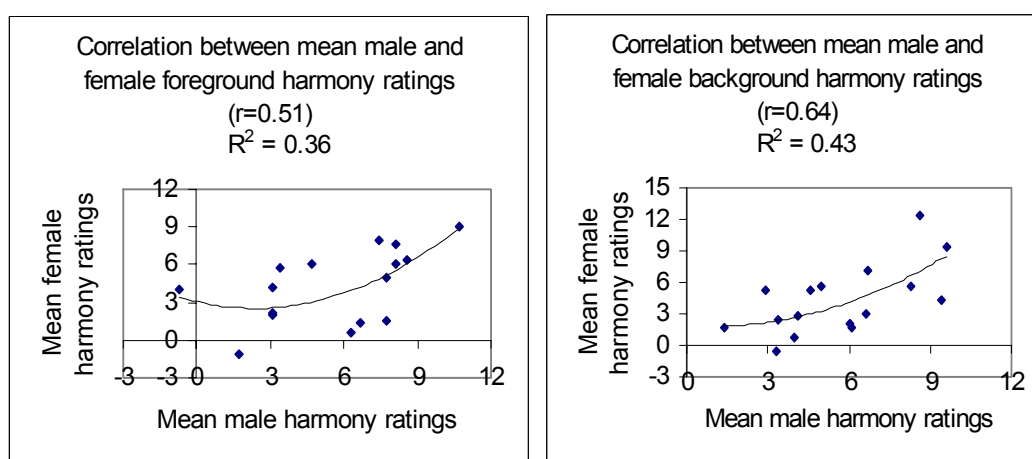 Correlation between mean male and
female foreground harmony ratings
(r=0.51)
R² = 0.36
12
9
6
3
0
-3
Mean female
harmony ratings
-3 0 3 6 9 12
Mean male harmony ratings
Correlation between mean male and
female background harmony ratings
(r=0.64)
R² = 0.43
15
12
9
6
3
0
-3
Mean female
harmony ratings
0 3 6 9 12
Mean male harmony ratings